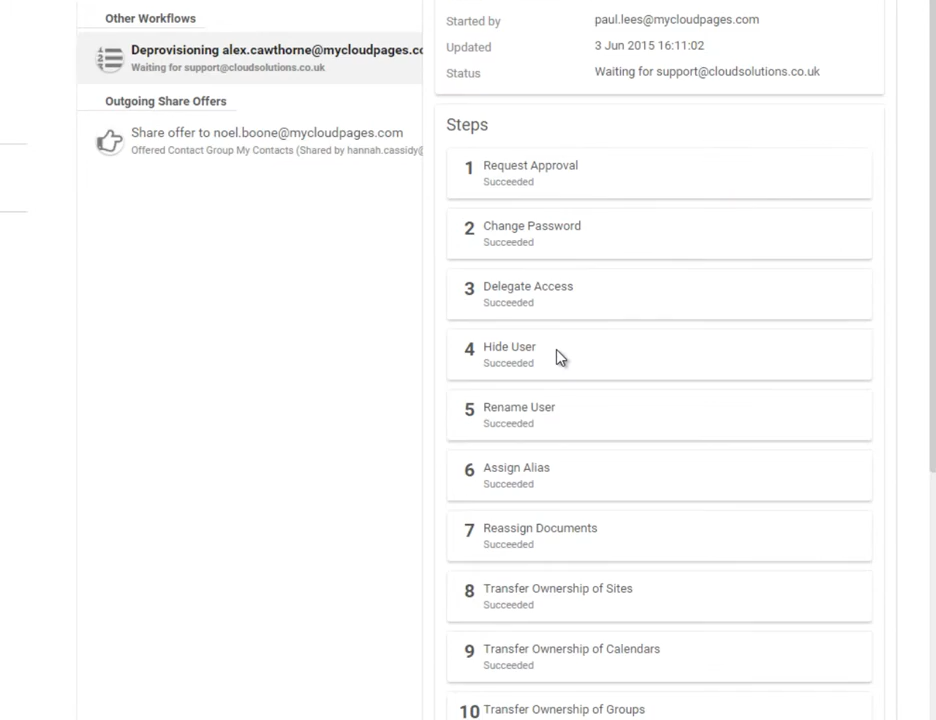 Other Workflows
Deprovisioning alex.cawthorne@mycloudpages.co
Waiting for support@cloudsolutions.co.uk
Outgoing Share Offers
Share offer to noel.boone@mycloudpages.com
Offered Contact Group My Contacts (Shared by hannah.cassidy@
Started by paul.lees@mycloudpages.com
Updated 3 Jun 2015 16:11:02
Status Waiting for support@cloudsolutions.co.uk
Steps
1 Request Approval
Succeeded
2 Change Password
Succeeded
3 Delegate Access
Succeeded
4 Hide User
Succeeded
5 Rename User
Succeeded
6 Assign Alias
Succeeded
7 Reassign Documents
Succeeded
8 Transfer Ownership of Sites
Succeeded
9 Transfer Ownership of Calendars
Succeeded
10 Transfer Ownership of Groups